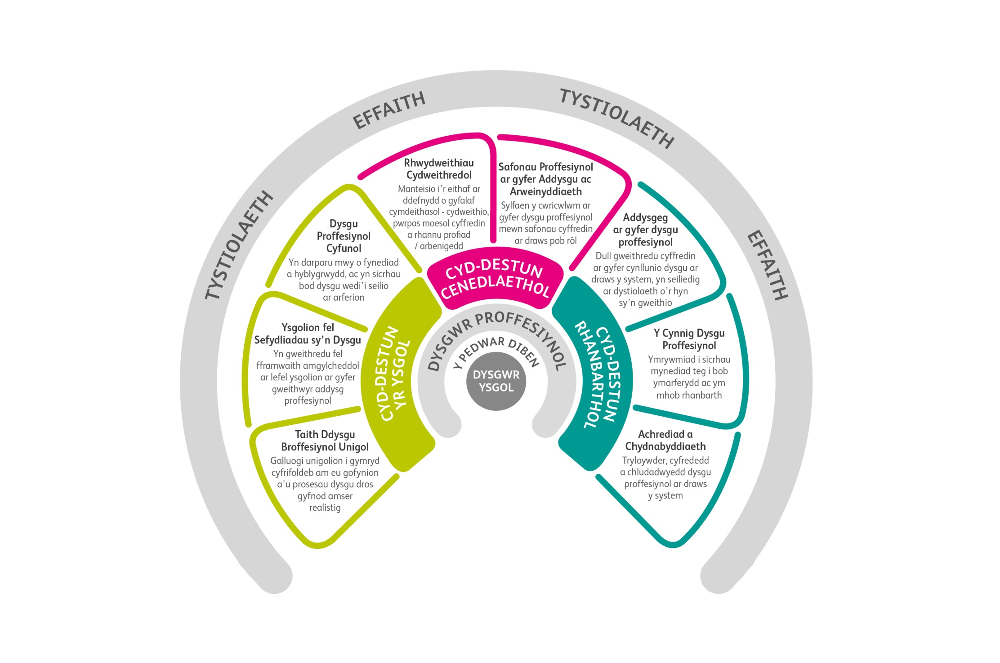 TYSTIOLAETH
EFFAITH
TYSTIOLAETH
EFFAITH
Rhwydweithiau
Cydweithredol
Manteisio i'r eithaf ar
ddefnydd o gyfalaf
cymdeithasol - cydweithio,
pwrpas moesol cyffredin
a rhannu profiad
/ arbenigedd
Safonau Proffesiynol
ar gyfer Addysgu ac
Arweinyddiaeth
Sylfaen y cwricwlwm ar
gyfer dysgu proffesiynol
mewn safonau cyffredin
ar draws pob rôl
Dysgu
Proffesiynol
Cyfunol
Yn darparu mwy o fynediad
a hyblygrwydd, ac yn sicrhau
bod dysgu wedi'i seilio
ar arferion
Addysgeg
ar gyfer dysgu
proffesiynol
Dull gweithredu cyffredin
ar gyfer cynllunio dysgu ar
draws y system, yn seiliedig
ar dystiolaeth o'r hyn
sy'n gweithio
CYD-DESTUN
CENEDLAETHOL
Ysgolion fel
Sefydliadau sy'n Dysgu
Yn gweithredu fel
fframwaith amgylcheddol
ar lefel ysgolion ar gyfer
gweithwyr addysg
proffesiynol
CYD-DESTUN
YR YSGOL
DYSGWR PROFFESIYNOL
Y PEDWAR DIBEN
DYSGWR
YSGOL
CYD-DESTUN
RHANBARTHOL
Y Cynnig Dysgu
Proffesiynol
Ymrywmiad i sicrhau
mynediad teg i bob
ymarferydd ac ym
mhob rhanbarth
Taith Ddysgu
Broffesiynol Unigol
Galluogi unigolion i gymryd
cyfrifoldeb am eu gofynion
a'u prosesau dysgu dros
gyfnod amser
realistig
Achrediad a
Chydnabyddiaeth
Tryloywder, cyfrededd
a chludadwyedd dysgu
proffesiynol ar draws
y system